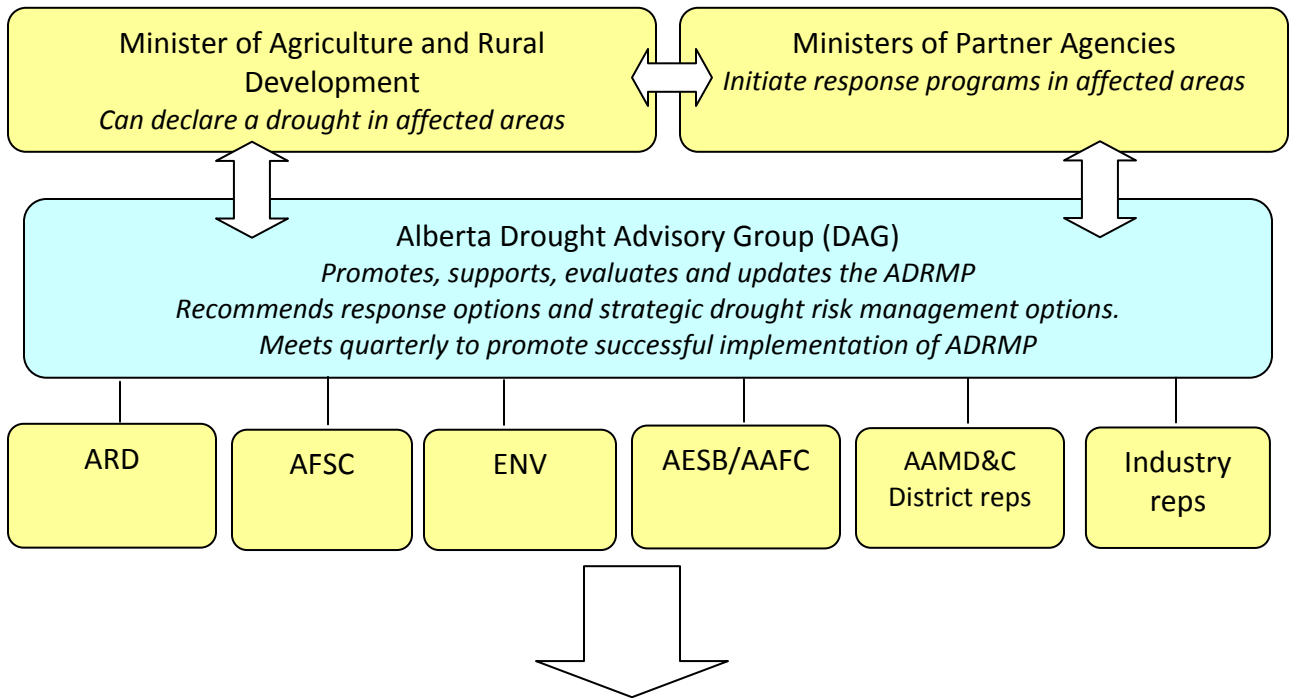 Minister of Agriculture and Rural
Development
Can declare a drought in affected areas
Ministers of Partner Agencies
Initiate response programs in affected areas
Alberta Drought Advisory Group (DAG)
Promotes, supports, evaluates and updates the ADRMP
Recommends response options and strategic drought risk management options.
Meets quarterly to promote successful implementation of ADRMP
ARD
AFSC
ENV
AESB/AAFC
AAMD&C
District reps
Industry
reps